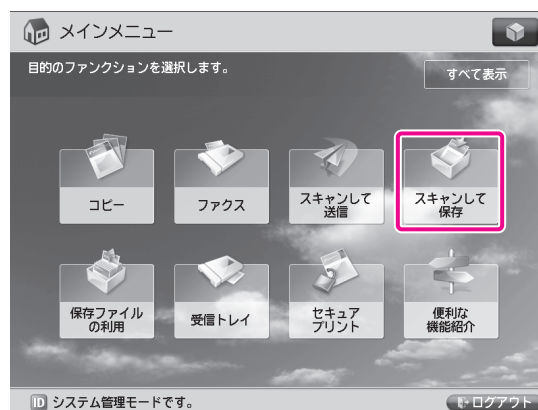 メインメニュー
目的のファンクションを選択します。
すべて表示
コピー
ファクス
スキャンして
送信
スキャンして
保存
保存ファイル
の利用
受信トレイ
セキュア
プリント
便利な
機能紹介
ID システム管理モードです。
ログアウト